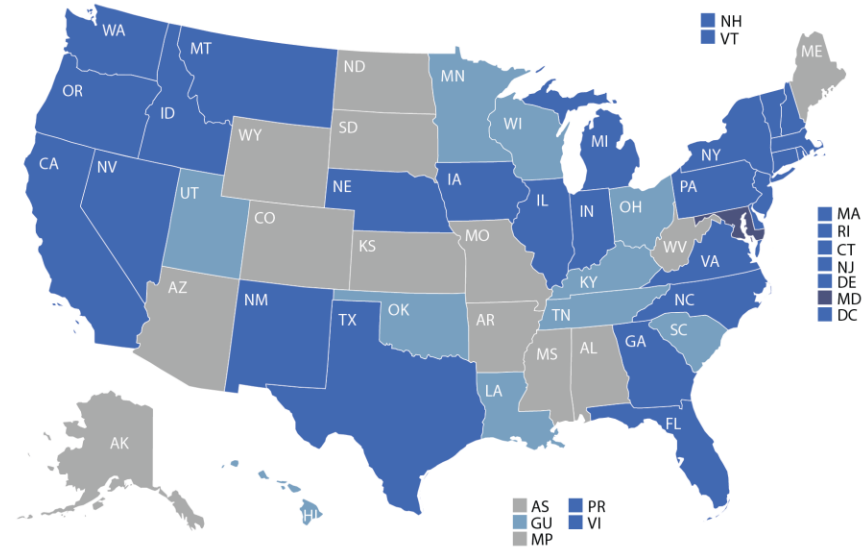 NH
VT
WA
MT
ND
MN
ME
OR
ID
SD
WI
MI
NY
WY
CA
NV
UT
NE
IA
IL
IN
OH
PA
CO
KS
MO
WV
VA
KY
MA
RI
CT
NJ
DE
MD
DC
AZ
NM
TX
OK
AR
TN
NC
SC
MS
AL
GA
LA
FL
AK
HI
AS
PR
GU
VI
MP